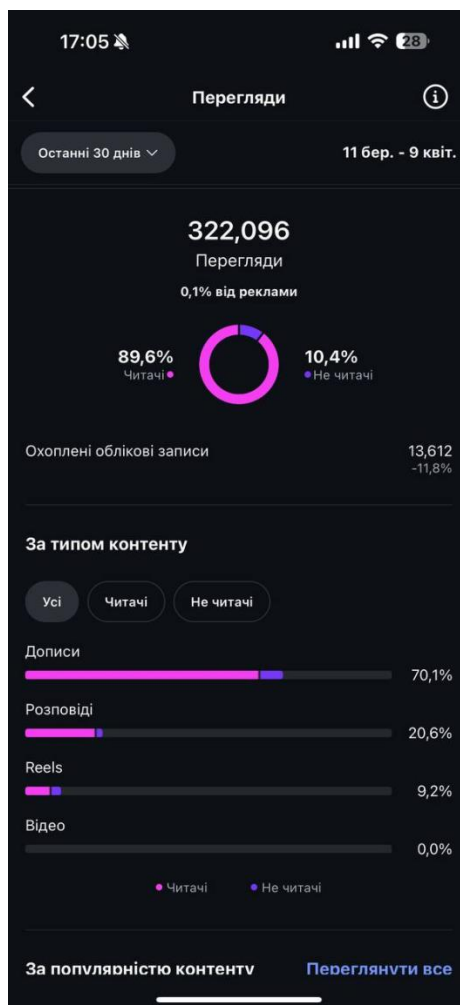 17:05
28
Перегляди
Останні 30 днів
11 бер. - 9 квіт.
322,096
Перегляди
0,1% від реклами
89,6%
Читачі
10,4%
Не читачі
Охоплені облікові записи
13,612
-11,8%
За типом контенту
Усі
Читачі
Не читачі
Дописи
70,1%
Розповіді
20,6%
Reels
9,2%
Відео
0,0%
Читачі
Не читачі
За популярністю контенту
Переглянути все